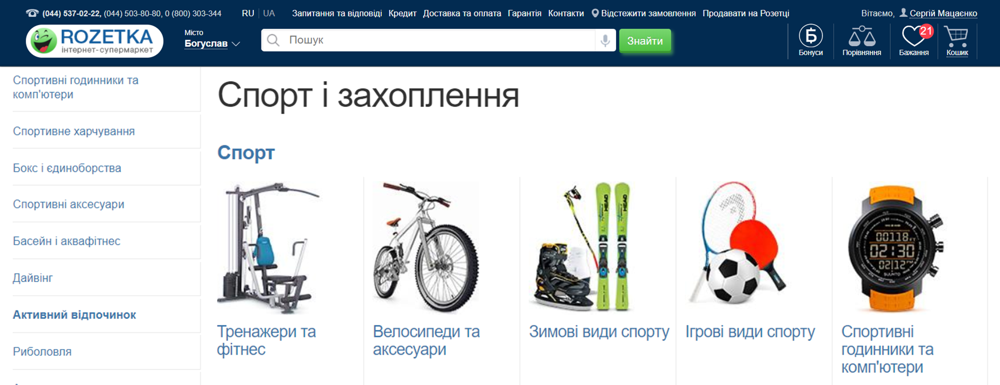 (044) 537-02-22, (044) 503-80-80, 0 (800) 303-344
RU UA
Запитання та відповіді Кредит Доставка та оплата Гарантія Контакти Відстежити замовлення Продавати на Розетці
Вітаємо, Сергій Мацаєнко
ROZETKA
інтернет-супермаркет
Місто
Богуслав
Пошук
Знайти
Бонуси
Порівняння
21
Бажання
Кошик
Спортивні годинники та
комп'ютери
Спортивне харчування
Бокс і єдиноборства
Спортивні аксесуари
Басейн і аквафітнес
Дайвінг
Активний відпочинок
Риболовля
Спорт і захоплення
Спорт
HEAD
HEAD
00118
02:30
02|12
SUUNTO
Тренажери та
фітнес
Велосипеди та
аксесуари
Зимові види спорту
Ігрові види спорту
Спортивні
годинники та
комп'ютери